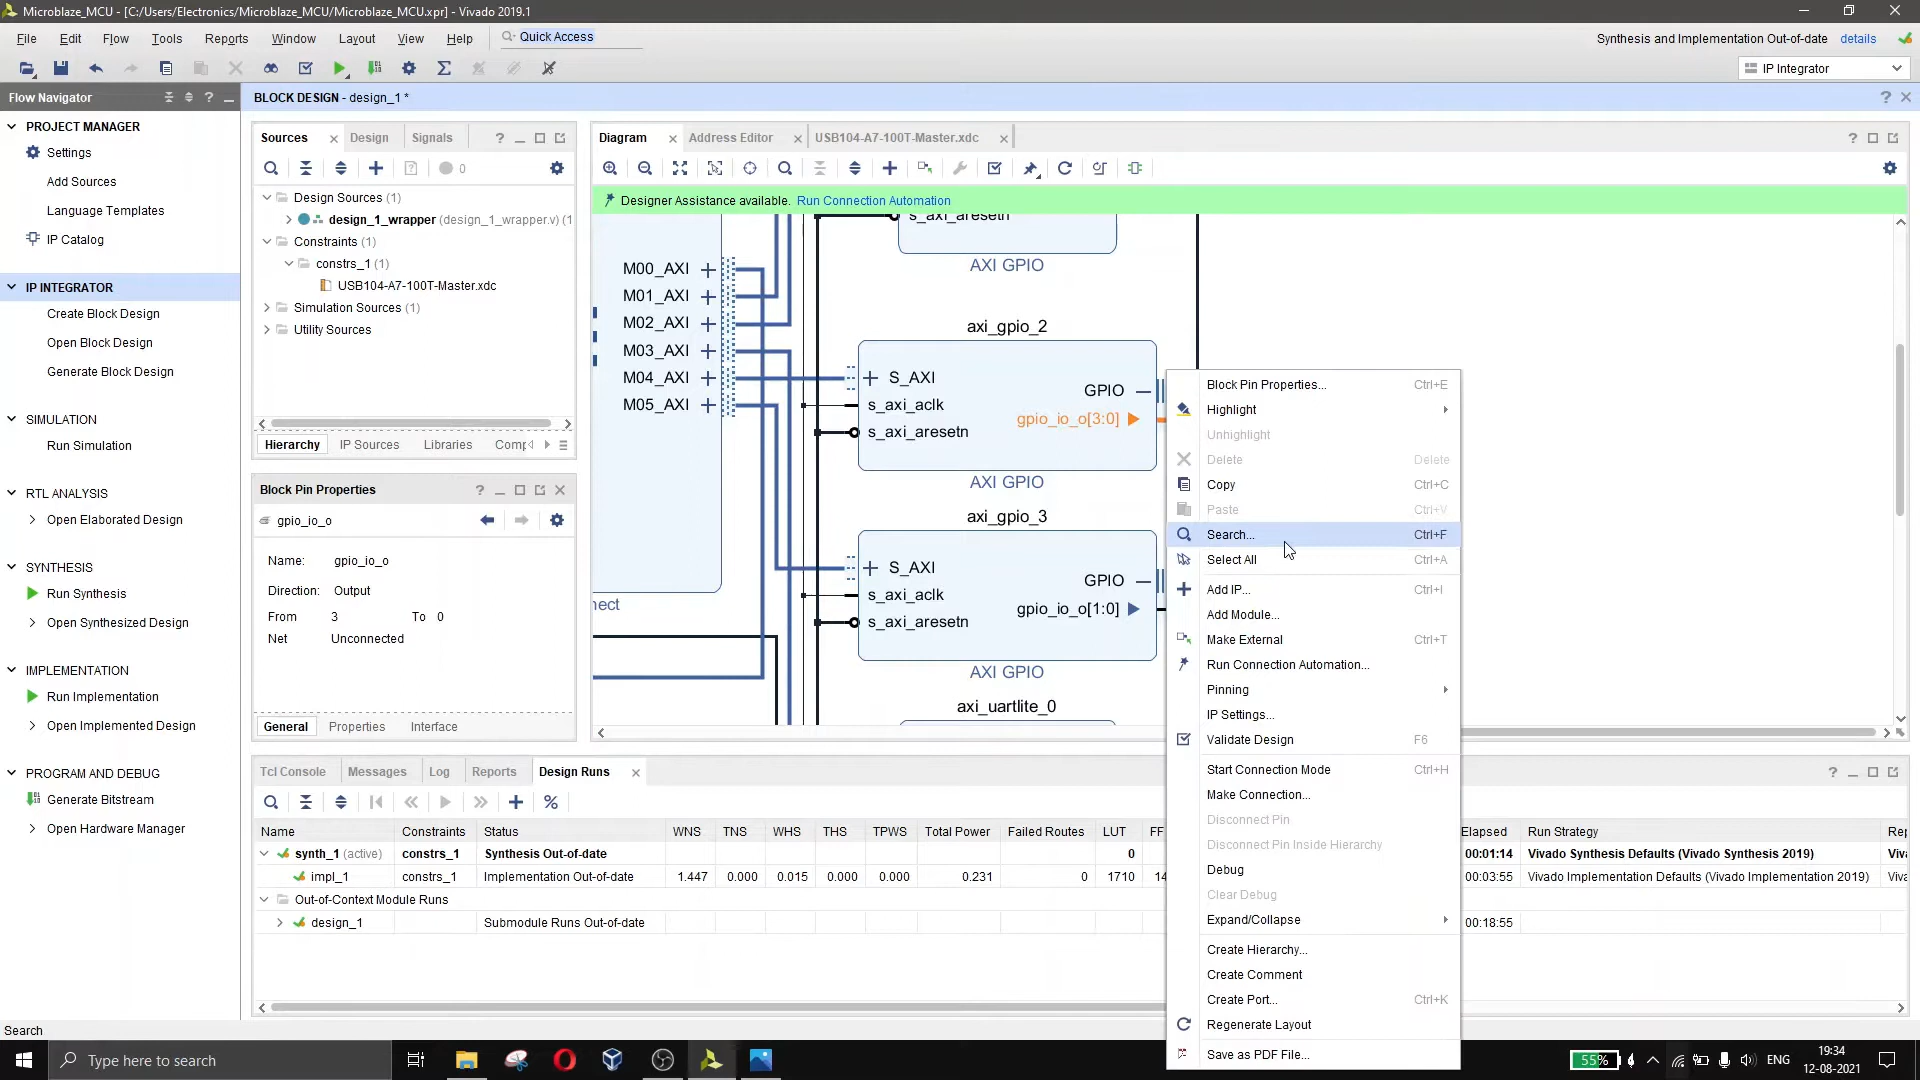 Microblaze_MCU - [C:/Users/Electronics/Microblaze_MCU/Microblaze_MCU.xpr] - Vivado 2019.1
File Edit Flow Tools Reports Window Layout View Help Quick Access
Synthesis and Implementation Out-of-date details
IP Integrator
Flow Navigator
PROJECT MANAGER
Settings
Add Sources
Language Templates
IP Catalog
IP INTEGRATOR
Create Block Design
Open Block Design
Generate Block Design
SIMULATION
Run Simulation
RTL ANALYSIS
Open Elaborated Design
SYNTHESIS
Run Synthesis
Open Synthesized Design
IMPLEMENTATION
Run Implementation
Open Implemented Design
PROGRAM AND DEBUG
Generate Bitstream
Open Hardware Manager
BLOCK DESIGN - design_1 *
Sources Design Signals
0
Design Sources (1)
design_1_wrapper (design_1_wrapper.v) (1
Constraints (1)
constrs_1 (1)
USB104-A7-100T-Master.xdc
Simulation Sources (1)
Utility Sources
Hierarchy IP Sources Libraries Comp
Block Pin Properties
gpio_io_o
Name: gpio_io_o
Direction: Output
From 3 To 0
Net Unconnected
General Properties Interface
Diagram Address Editor USB104-A7-100T-Master.xdc
Designer Assistance available. Run Connection Automation
M00_AXI
M01_AXI
M02_AXI
M03_AXI
M04_AXI
M05_AXI
nect
s_axi_aresetn
AXI GPIO
axi_gpio_2
S_AXI
s_axi_aclk
s_axi_aresetn
GPIO
gpio_io_o[3:0]
AXI GPIO
axi_gpio_3
S_AXI
s_axi_aclk
s_axi_aresetn
GPIO
gpio_io_o[1:0]
AXI GPIO
axi_uartlite_0
Block Pin Properties... Ctrl+E
Highlight
Unhighlight
Delete Delete
Copy Ctrl+C
Paste Ctrl+V
Search... Ctrl+F
Select All Ctrl+A
Add IP... Ctrl+I
Add Module...
Make External Ctrl+T
Run Connection Automation...
Pinning
IP Settings...
Validate Design F6
Start Connection Mode Ctrl+H
Make Connection...
Disconnect Pin
Disconnect Pin Inside Hierarchy
Debug
Clear Debug
Expand/Collapse
Create Hierarchy...
Create Comment
Create Port... Ctrl+K
Regenerate Layout
Save as PDF File...
Tcl Console Messages Log Reports Design Runs
Name Constraints Status WNS TNS WHS THS TPWS Total Power Failed Routes LUT FF Elapsed Run Strategy Rep
synth_1 (active) constrs_1 Synthesis Out-of-date 0 00:01:14 Vivado Synthesis Defaults (Vivado Synthesis 2019) Viva
impl_1 constrs_1 Implementation Out-of-date 1.447 0.000 0.015 0.000 0.000 0.231 0 1710 14 00:03:55 Vivado Implementation Defaults (Vivado Implementation 2019) Viva
Out-of-Context Module Runs
design_1 Submodule Runs Out-of-date 00:18:55
Search
Type here to search
55% ENG 19:34
12-08-2021